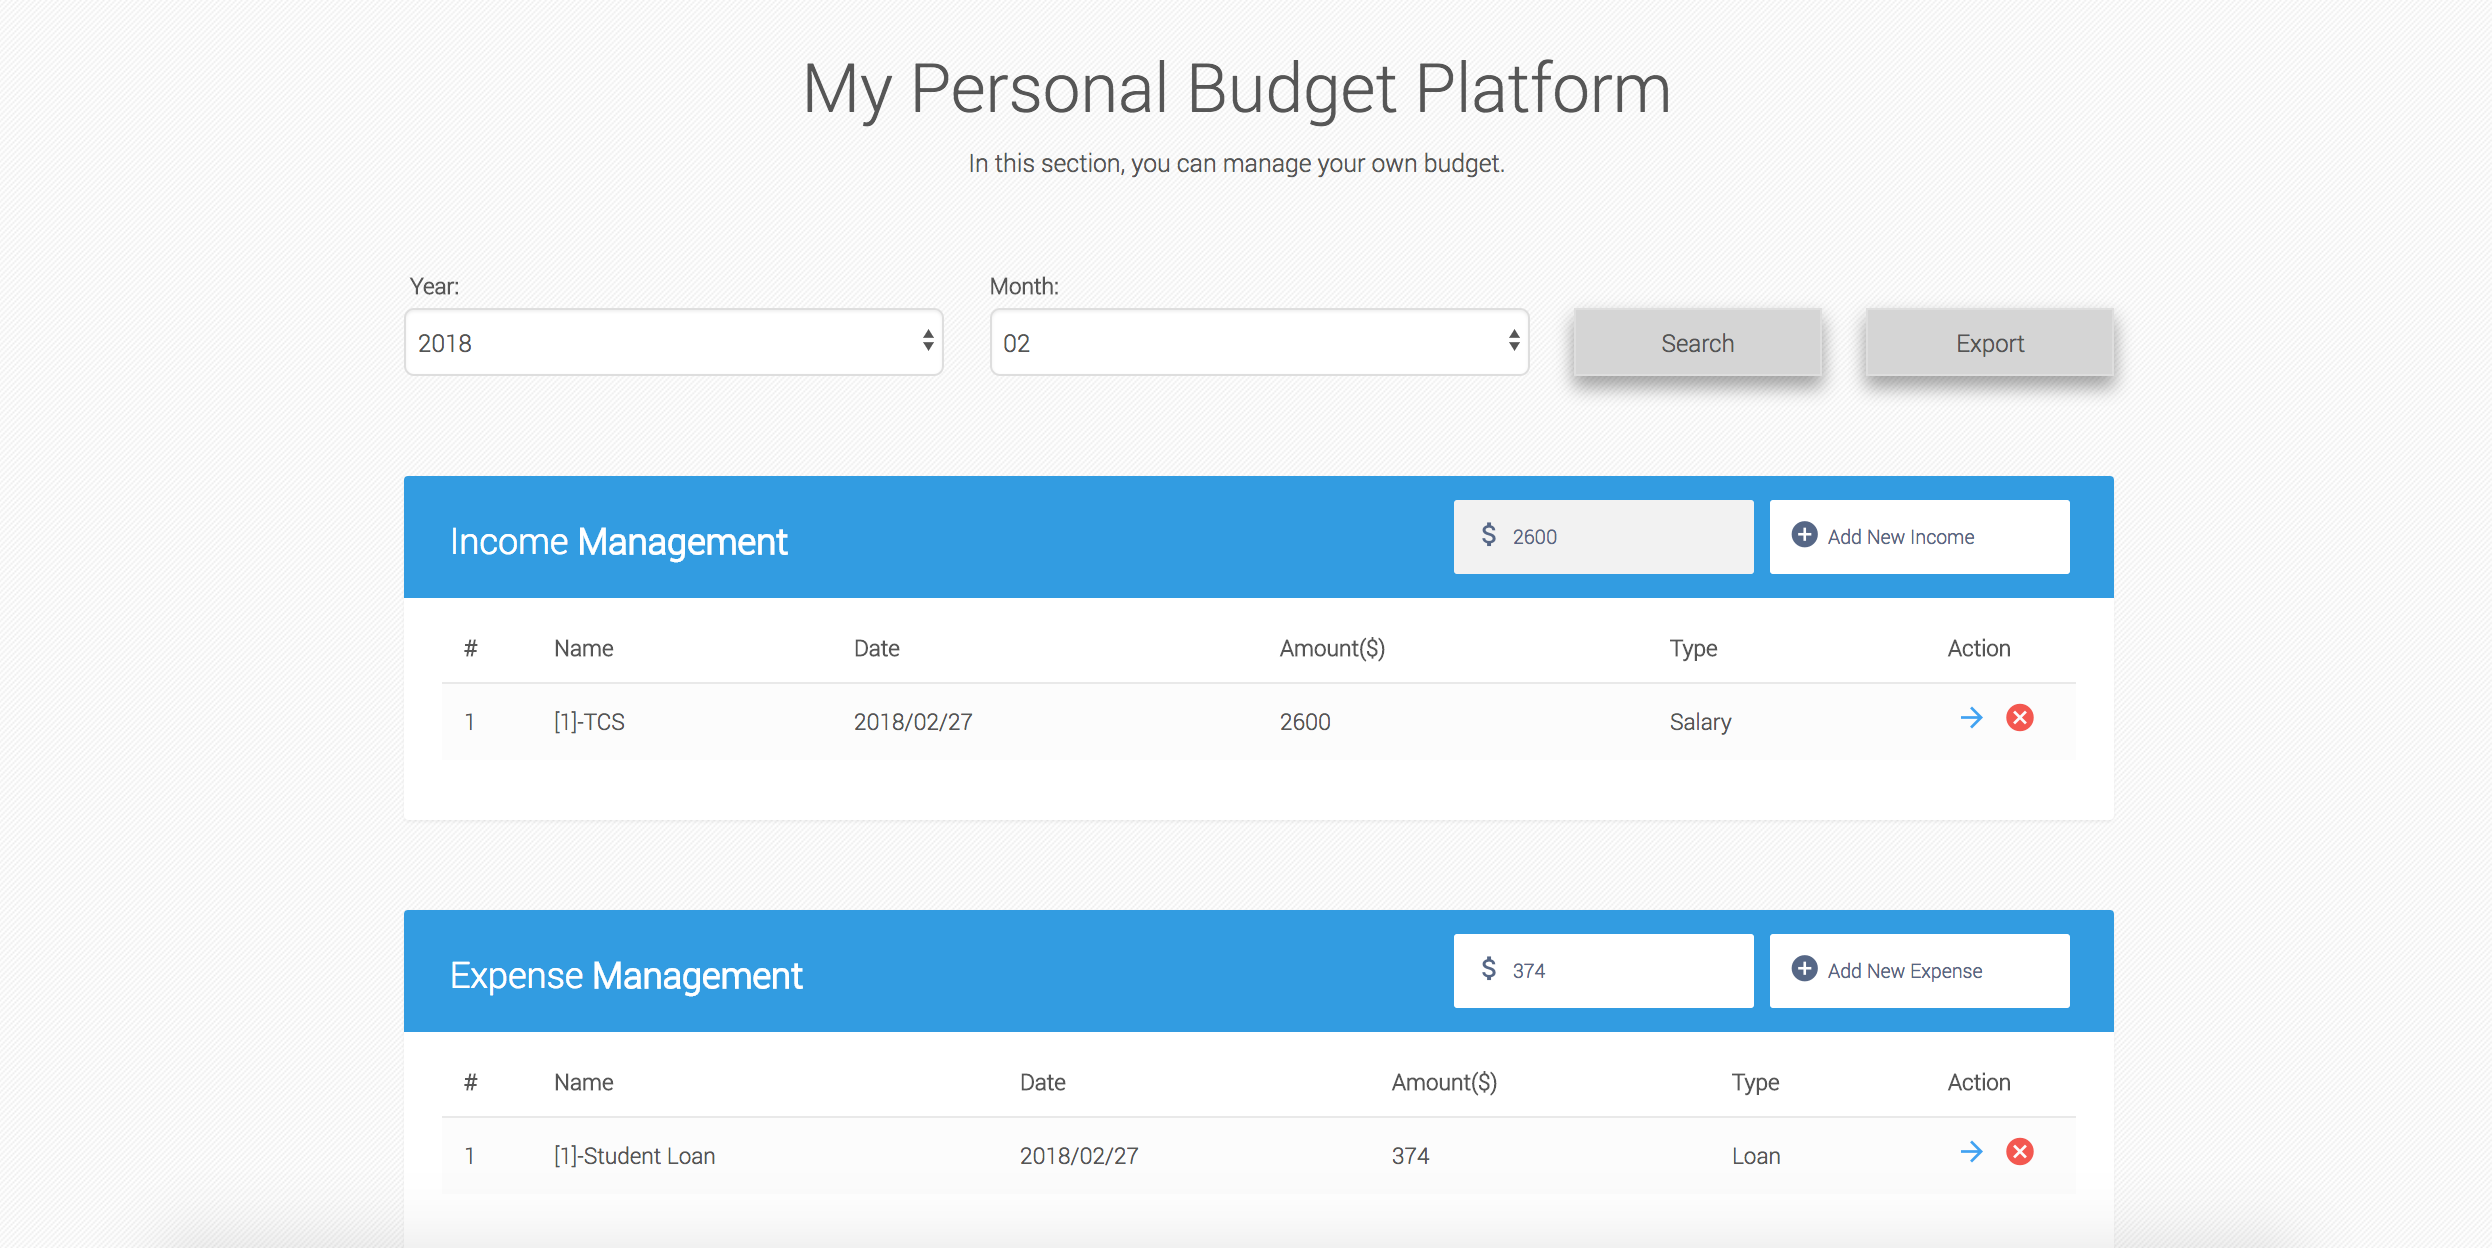 My Personal Budget Platform
In this section, you can manage your own budget.
Year: Month:
2018 02 Search Export
Income Management $ 2600 Add New Income
# Name Date Amount($) Type Action
1 [1]-TCS 2018/02/27 2600 Salary
Expense Management $ 374 Add New Expense
# Name Date Amount($) Type Action
1 [1]-Student Loan 2018/02/27 374 Loan